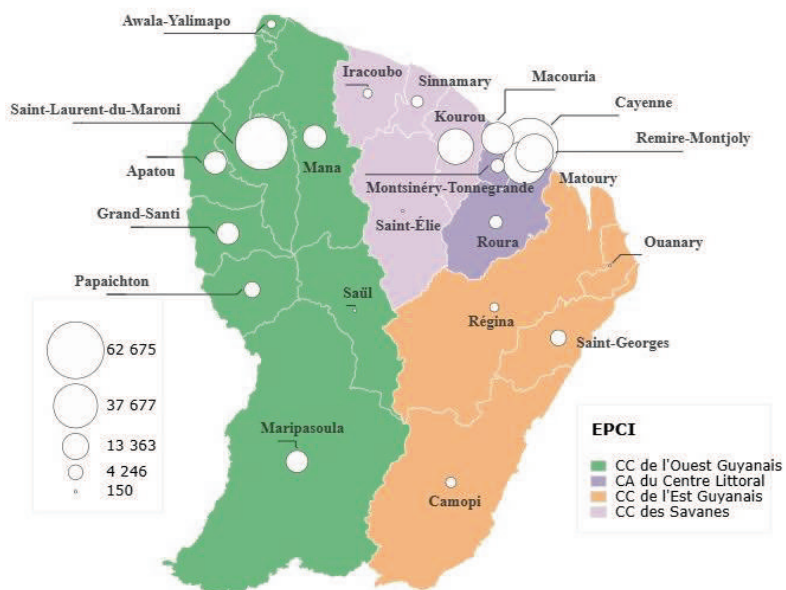 Awala-Yalimapo
Iracoubo
Sinnamary
Macouria
Saint-Laurent-du-Maroni
Kourou
Cayenne
Remire-Montjoly
Apatou
Mana
Montsinéry-Tonnegrande
Matoury
Grand-Santi
Saint-Élie
Roura
Ouanary
Papaichton
Saül
Régina
Saint-Georges
Maripasoula
Camopi
62 675
37 677
13 363
4 246
150
EPCI
CC de l'Ouest Guyanais
CA du Centre Littoral
CC de l'Est Guyanais
CC des Savanes